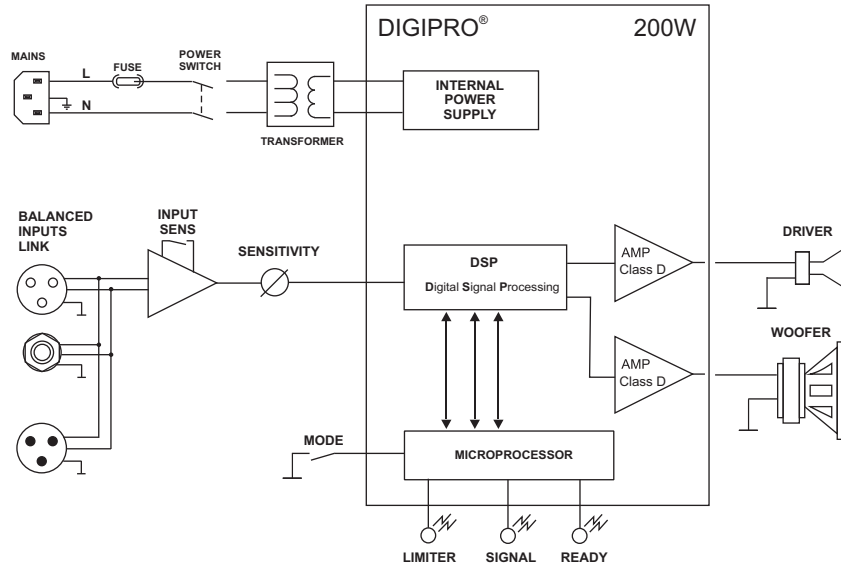 DIGIPRO® 200W
MAINS
L
FUSE
POWER
SWITCH
N
TRANSFORMER
INTERNAL
POWER
SUPPLY
BALANCED
INPUTS
LINK
INPUT
SENS
SENSITIVITY
DSP
Digital Signal Processing
AMP
Class D
DRIVER
AMP
Class D
WOOFER
MODE
MICROPROCESSOR
LIMITER SIGNAL READY